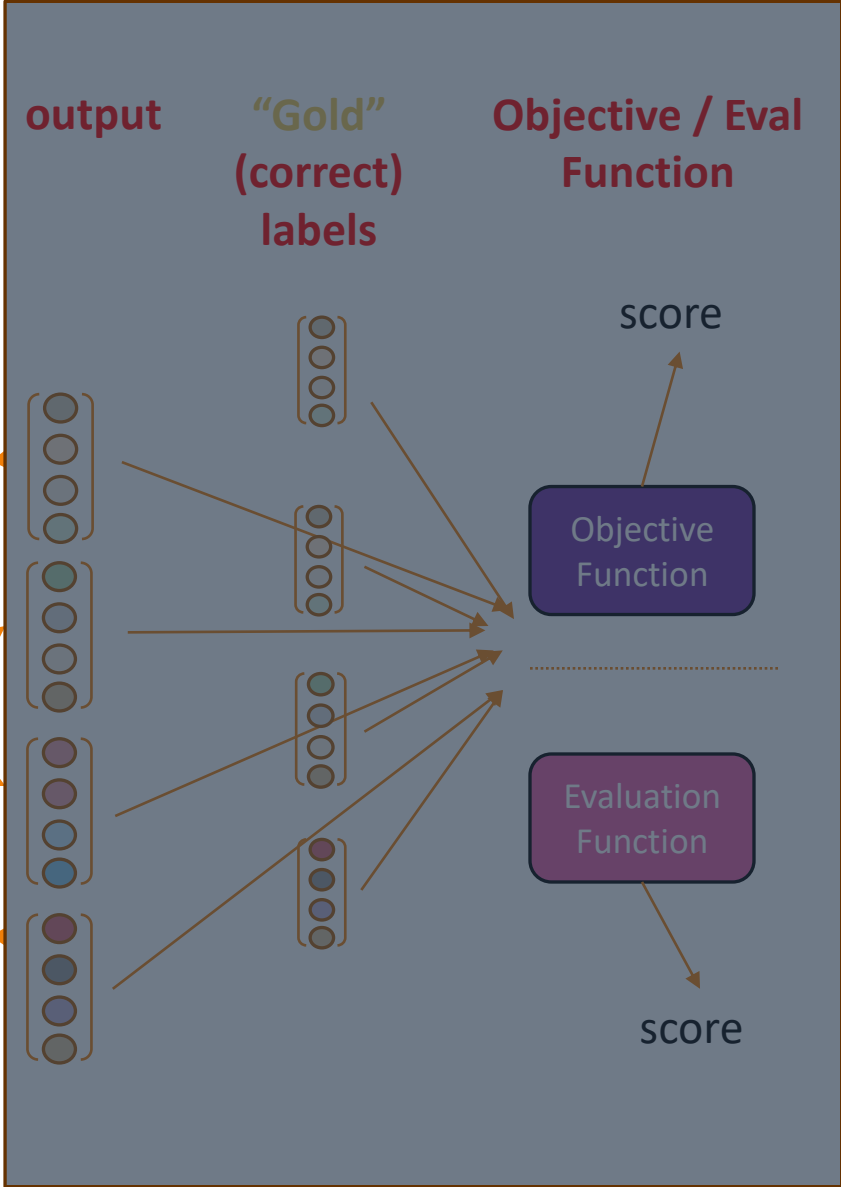 output
“Gold”
(correct)
labels
Objective / Eval
Function
score
Objective
Function
Evaluation
Function
score